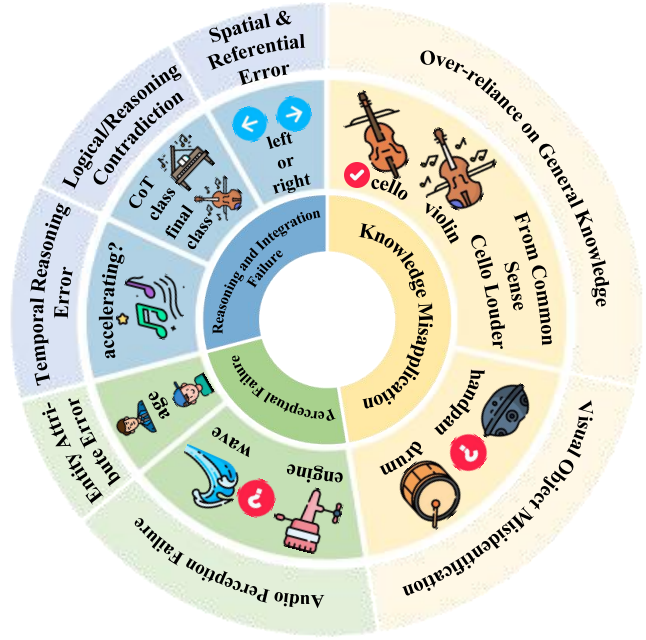 Spatial &
Referential
Error
Over-reliance on General Knowledge
Logical/Reasoning
Contradiction
left
or
right
cello
violin
From Common
Sense
Cello Louder
CoT
class
final
class
Reasoning and Integration
Failure
Knowledge Misapplication
Temporal Reasoning
Error
accelerating?
Perceptual Failure
Entity Attri-
bute Error
age
wave
?
engine
handpan
?
drum
Visual Object Misidentification
Audio Perception Failure